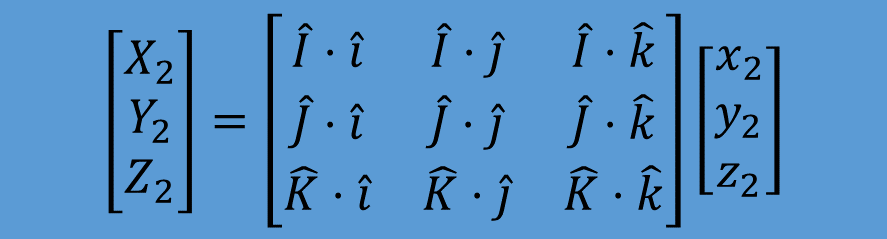 [X₂ Y₂ Z₂] = [Î · î Î · ĵ Î · k̂ Ĵ · î Ĵ · ĵ Ĵ · k̂ K̂ · î K̂ · ĵ K̂ · k̂] [x₂ y₂ z₂]